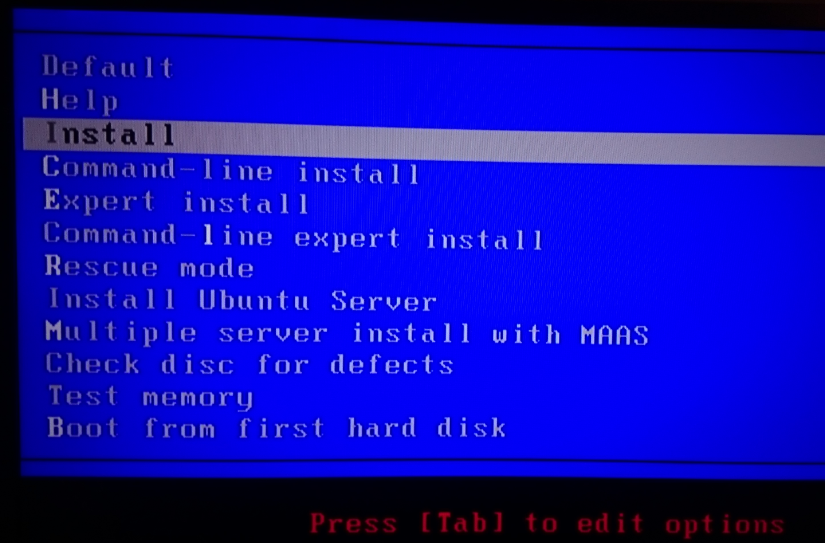 Default
Help
Install
Command-line install
Expert install
Command-line expert install
Rescue mode
Install Ubuntu Server
Multiple server install with MAAS
Check disc for defects
Test memory
Boot from first hard disk
Press [Tab] to edit options